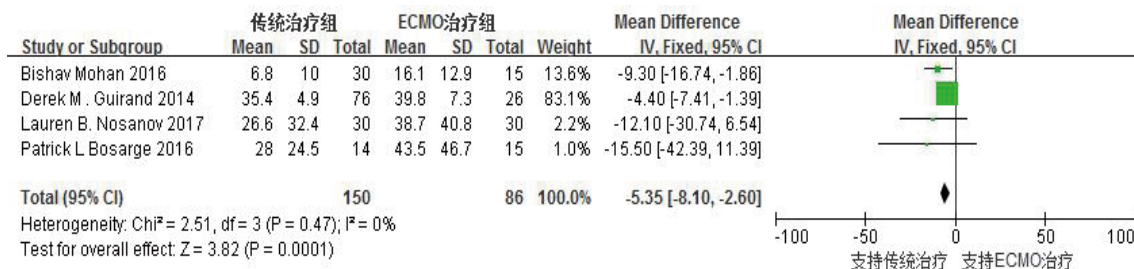 传统治疗组 ECMO治疗组 Mean Difference Mean Difference
Study or Subgroup Mean SD Total Mean SD Total Weight IV, Fixed, 95% CI IV, Fixed, 95% CI
Bishav Mohan 2016 6.8 10 30 16.1 12.9 15 13.6% -9.30 [-16.74, -1.86]
Derek M . Guirand 2014 35.4 4.9 76 39.8 7.3 26 83.1% -4.40 [-7.41, -1.39]
Lauren B. Nosanov 2017 26.6 32.4 30 38.7 40.8 30 2.2% -12.10 [-30.74, 6.54]
Patrick L Bosarge 2016 28 24.5 14 43.5 46.7 15 1.0% -15.50 [-42.39, 11.39]
Total (95% CI) 150 86 100.0% -5.35 [-8.10, -2.60]
Heterogeneity: Chi² = 2.51, df = 3 (P = 0.47); I² = 0%
Test for overall effect: Z = 3.82 (P = 0.0001)
-100 -50 0 50 100
支持传统治疗 支持ECMO治疗